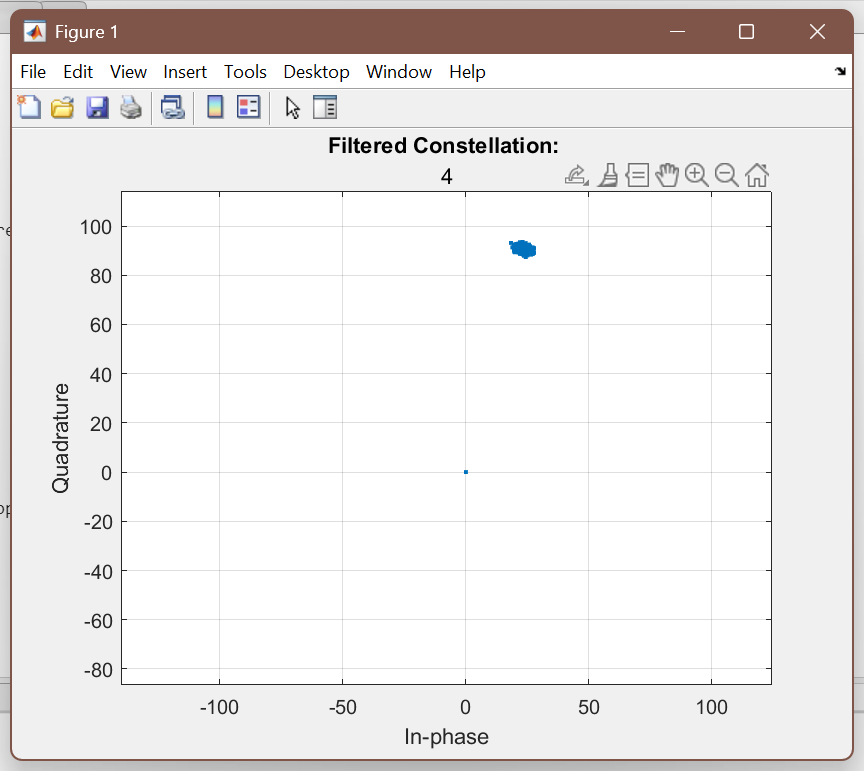 Figure 1
File Edit View Insert Tools Desktop Window Help
Filtered Constellation:
4
100
80
60
40
20
0
-20
-40
-60
-80
Quadrature
-100 -50 0 50 100
In-phase